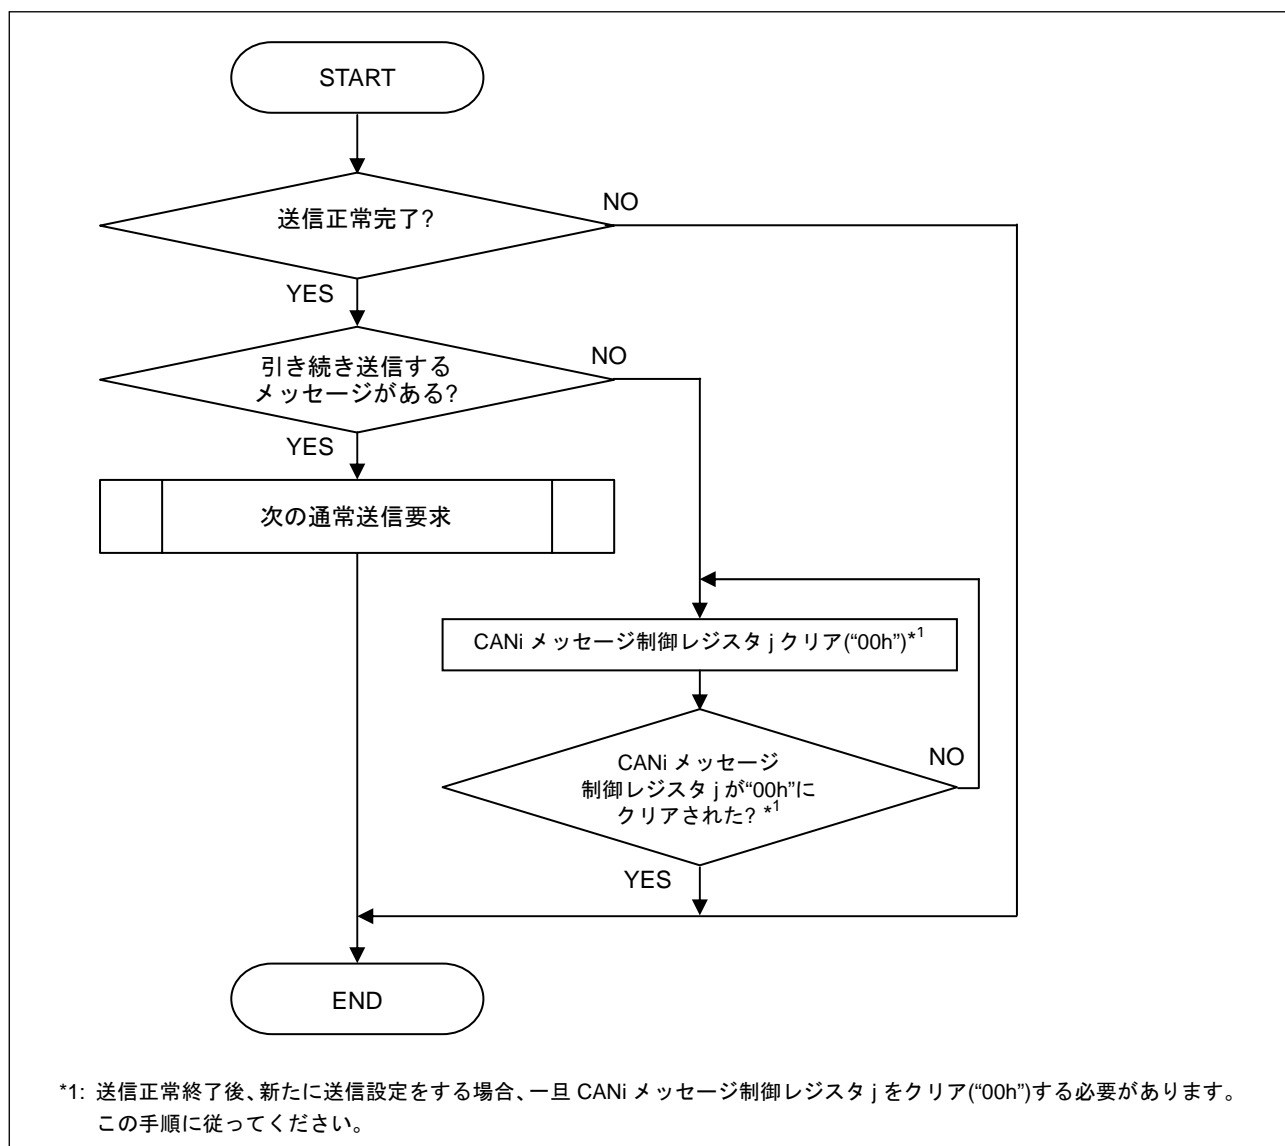 START
送信正常完了?
NO
YES
引き続き送信する
メッセージがある?
NO
YES
次の通常送信要求
CANi メッセージ制御レジスタ j クリア(“00h”)*1
CANi メッセージ
制御レジスタ j が“00h”に
クリアされた? *1
NO
YES
END
*1: 送信正常終了後、新たに送信設定をする場合、一旦 CANi メッセージ制御レジスタ j をクリア(“00h”)する必要があります。
この手順に従ってください。